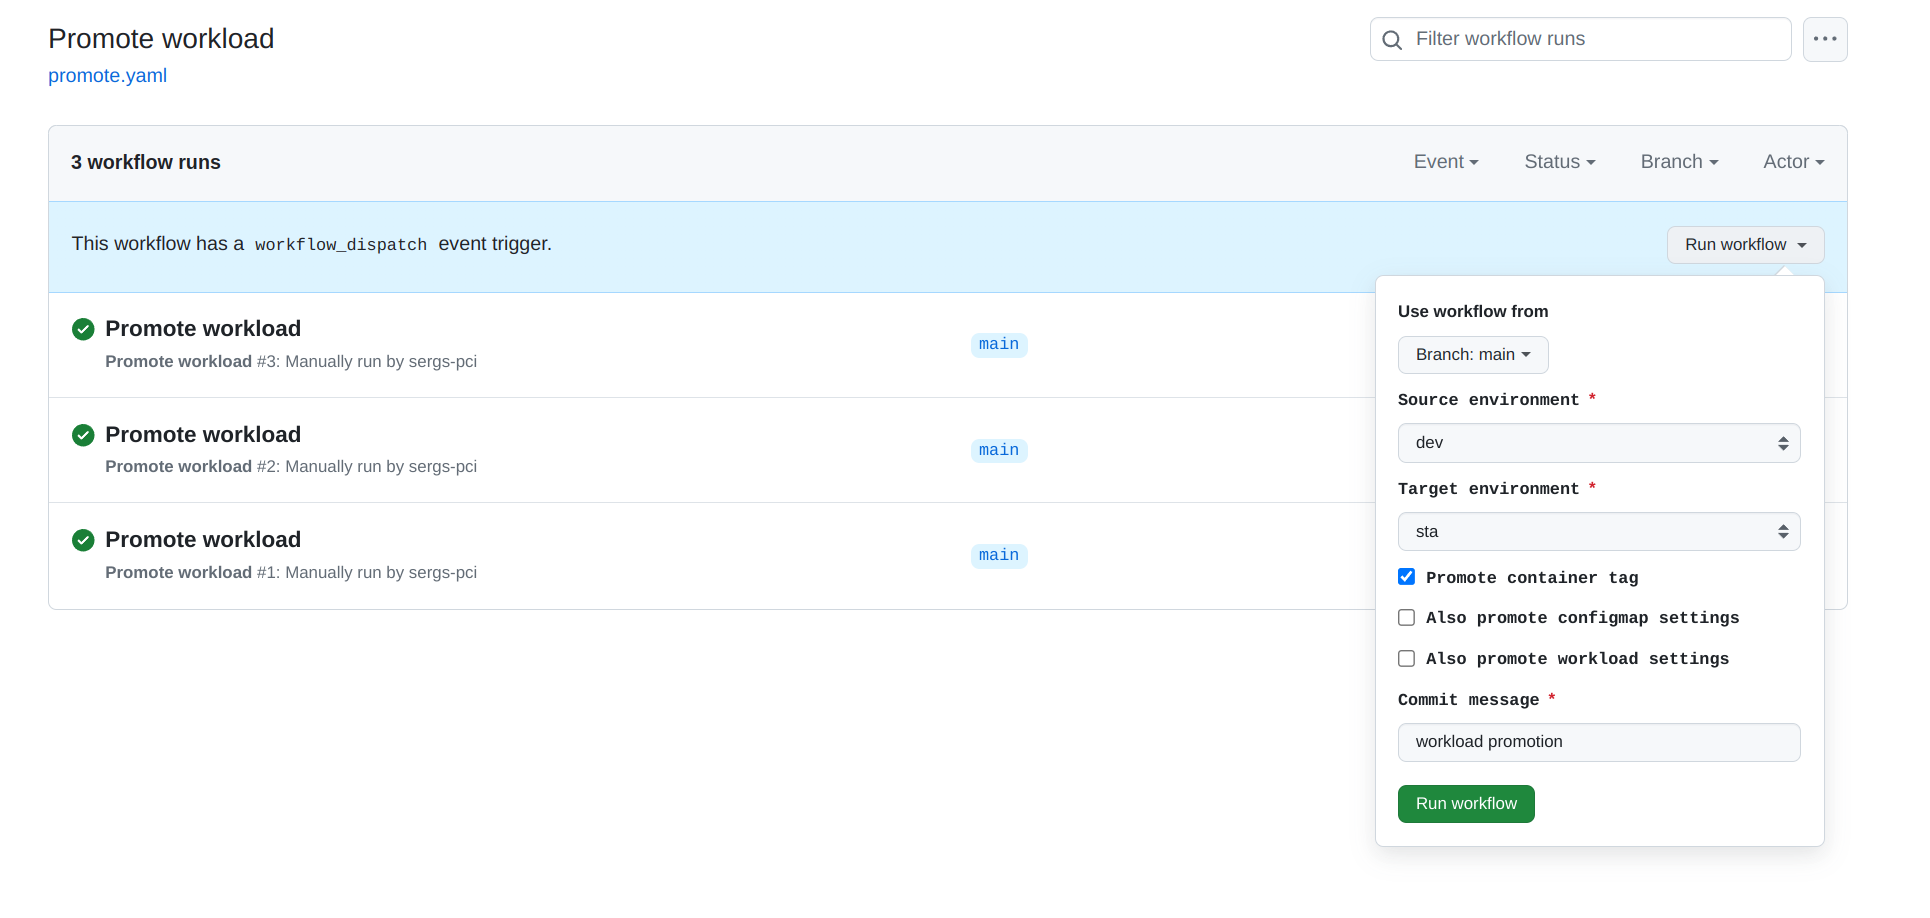 Promote workload
Filter workflow runs
promote.yaml
3 workflow runs
Event
Status
Branch
Actor
This workflow has a workflow_dispatch event trigger.
Run workflow
Promote workload
Promote workload #3: Manually run by sergs-pci
main
Promote workload
Promote workload #2: Manually run by sergs-pci
main
Promote workload
Promote workload #1: Manually run by sergs-pci
main
Use workflow from
Branch: main
Source environment *
dev
Target environment *
sta
Promote container tag
Also promote configmap settings
Also promote workload settings
Commit message *
workload promotion
Run workflow